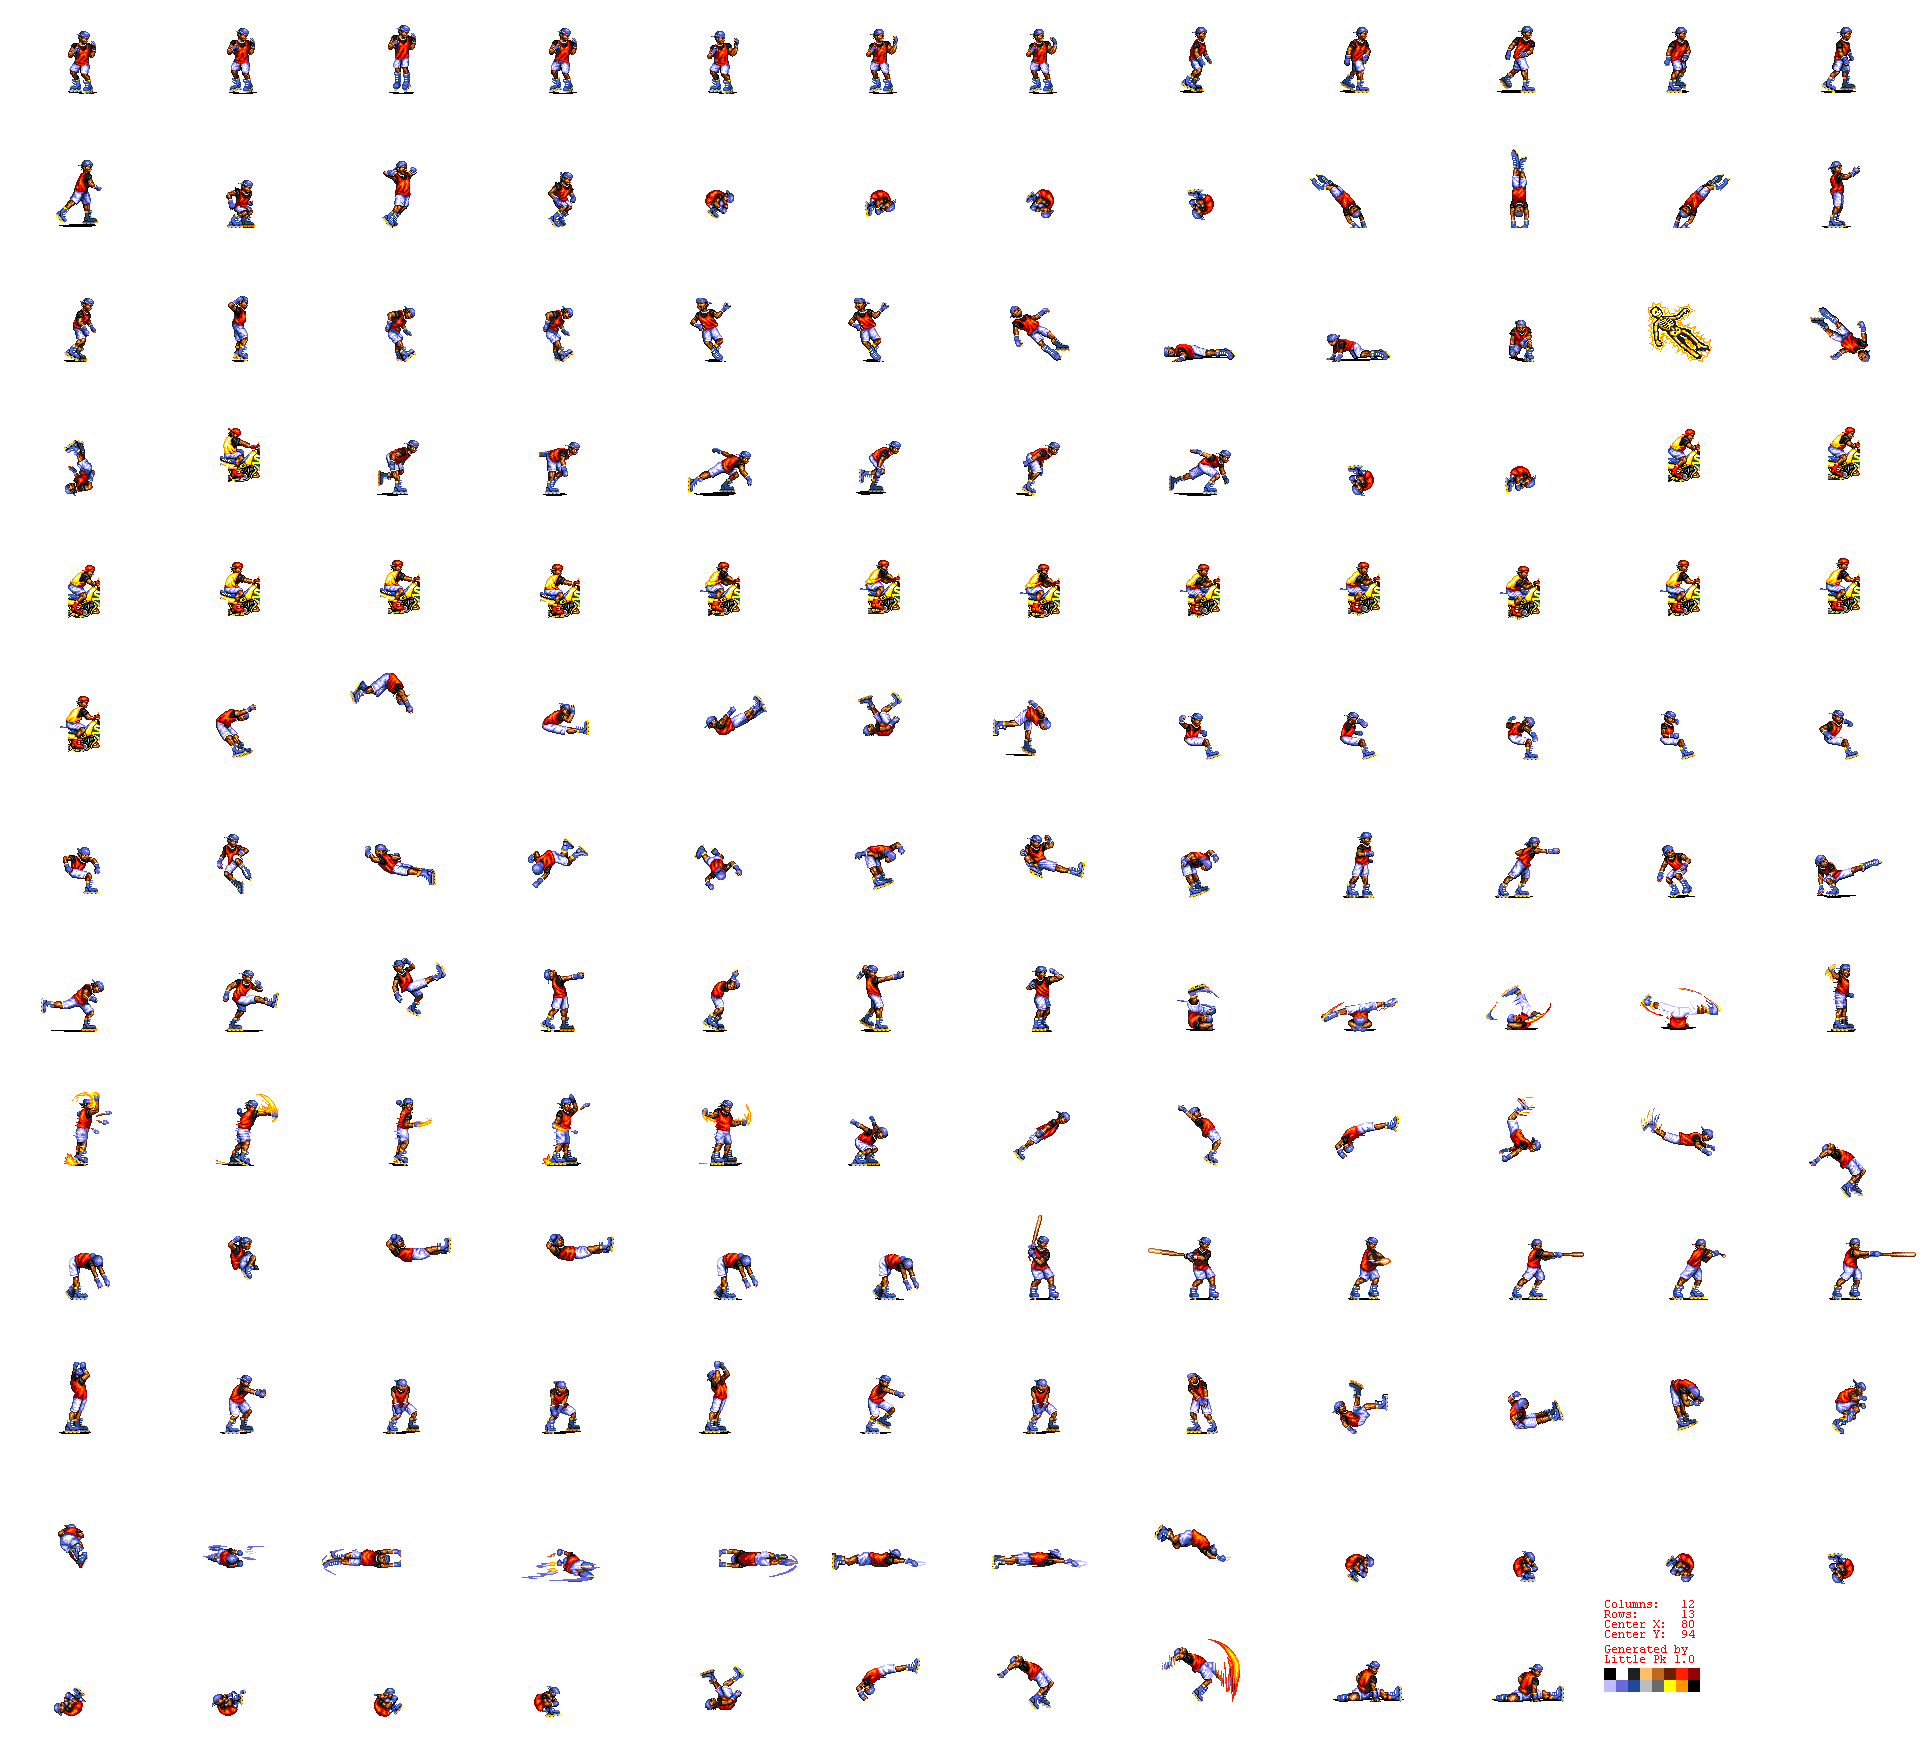 Columns: 12
Rows: 13
Center X: 80
Center Y: 94
Generated by
Little Pk 1.0